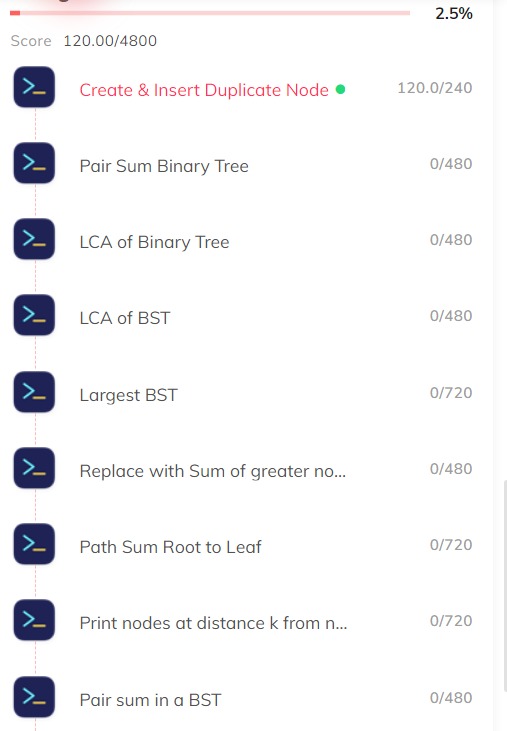 2.5%
Score 120.00/4800
Create & Insert Duplicate Node 120.0/240
Pair Sum Binary Tree 0/480
LCA of Binary Tree 0/480
LCA of BST 0/480
Largest BST 0/720
Replace with Sum of greater no... 0/480
Path Sum Root to Leaf 0/720
Print nodes at distance k from n... 0/720
Pair sum in a BST 0/480